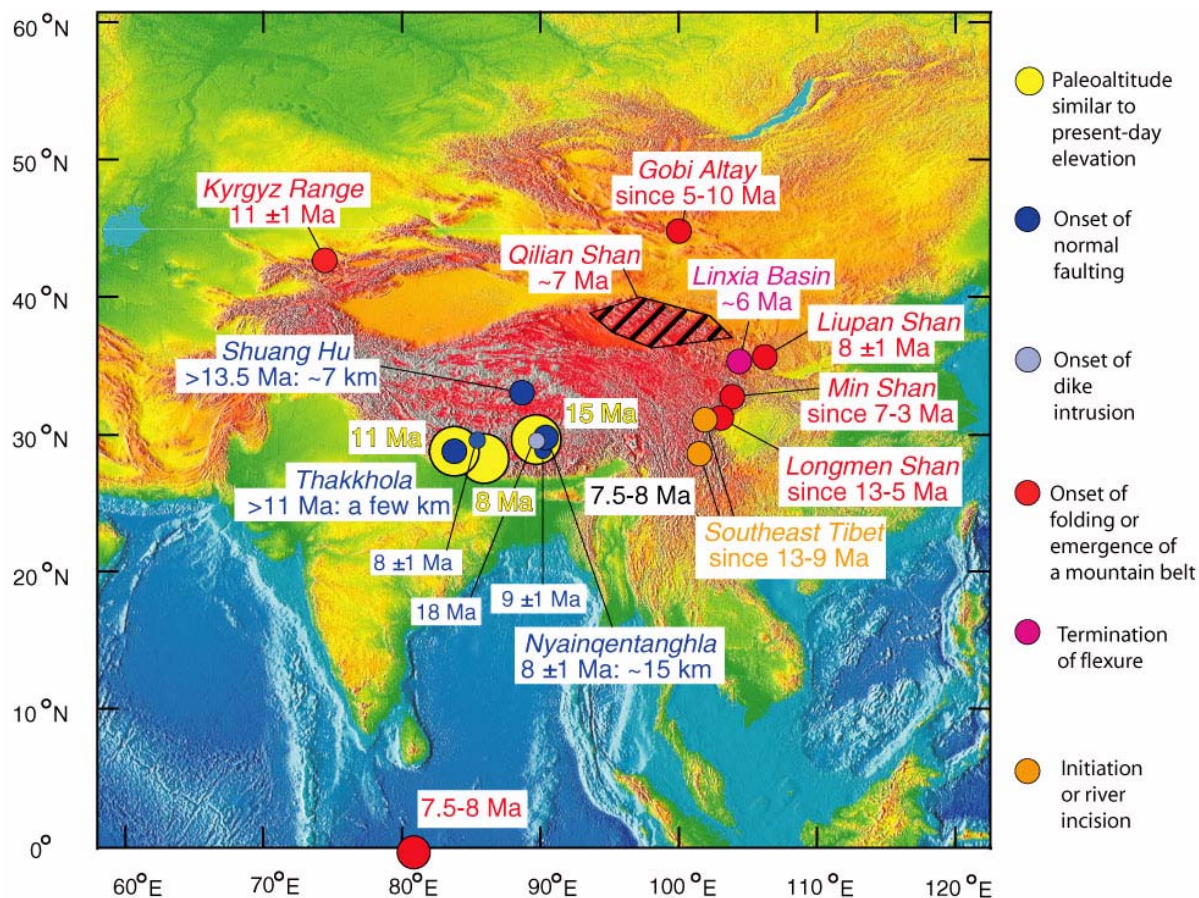 60°N
50°N
40°N
30°N
20°N
10°N
0°
60°E
70°E
80°E
90°E
100°E
110°E
120°E
Kyrgyz Range
11 ±1 Ma
Gobi Altay
since 5-10 Ma
Qilian Shan
~7 Ma
Linxia Basin
~6 Ma
Liupan Shan
8 ±1 Ma
Shuang Hu
>13.5 Ma: ~7 km
Min Shan
since 7-3 Ma
15 Ma
11 Ma
Longmen Shan
since 13-5 Ma
Thakkhola
>11 Ma: a few km
8 Ma
7.5-8 Ma
Southeast Tibet
since 13-9 Ma
8 ±1 Ma
18 Ma
9 ±1 Ma
Nyainqentanghla
8 ±1 Ma: ~15 km
7.5-8 Ma
Paleoaltitude
similar to
present-day
elevation
Onset of
normal
faulting
Onset of
dike
intrusion
Onset of
folding or
emergence of
a mountain belt
Termination
of flexure
Initiation
or river
incision